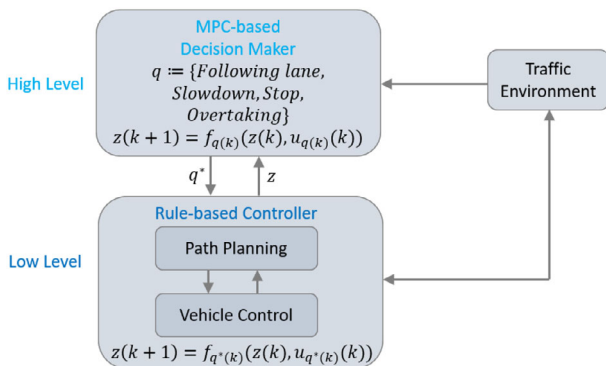 MPC-based
Decision Maker
q ≔ {Following lane,
Slowdown, Stop,
Overtaking}
z(k + 1) = f_{q(k)}(z(k), u_{q(k)}(k))
High Level
Traffic
Environment
q*
z
Rule-based Controller
Path Planning
Low Level
Vehicle Control
z(k + 1) = f_{q*(k)}(z(k), u_{q*(k)}(k))